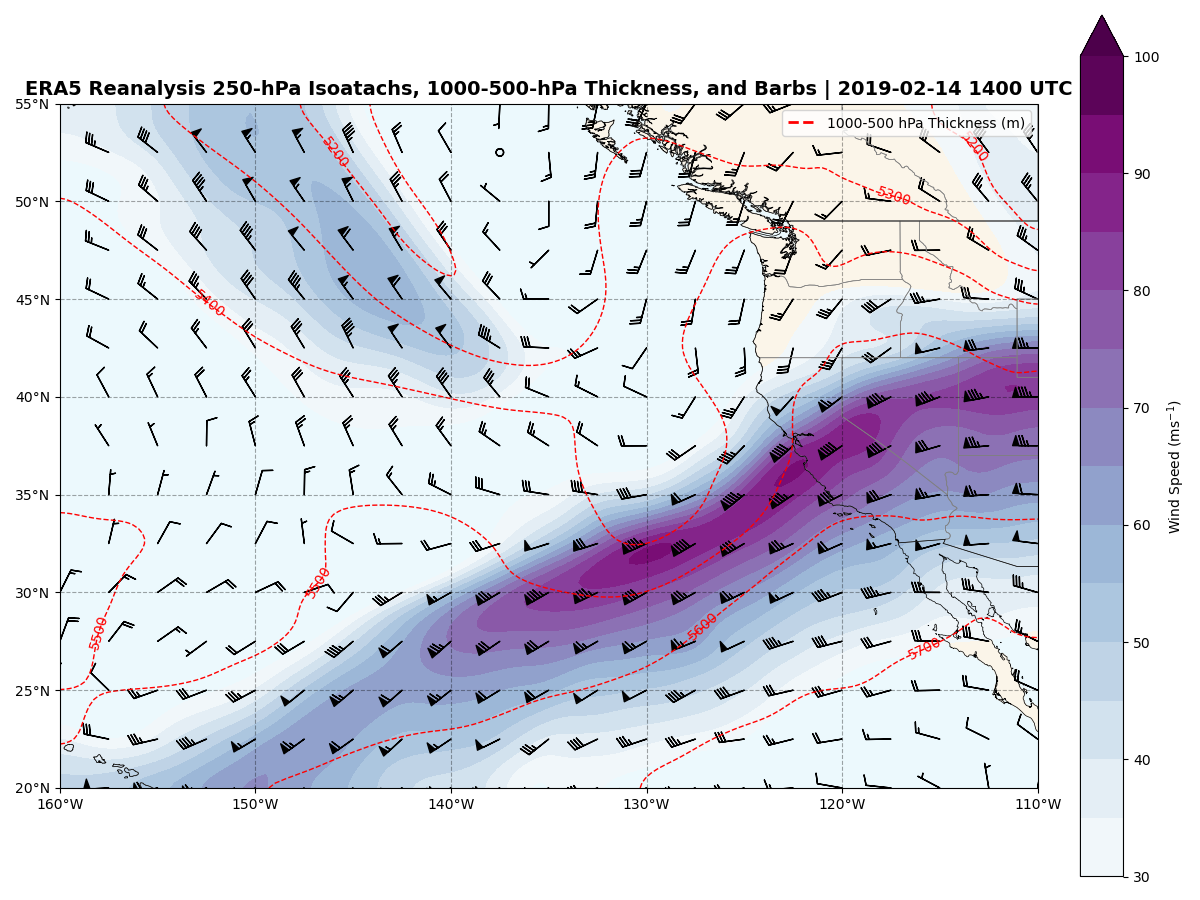 ERA5 Reanalysis 250-hPa Isoatachs, 1000-500-hPa Thickness, and Barbs | 2019-02-14 1400 UTC
1000-500 hPa Thickness (m)
55°N
50°N
45°N
40°N
35°N
30°N
25°N
20°N
160°W
150°W
140°W
130°W
120°W
110°W
5200
5200
5300
5400
5500
5500
5600
5700
100
90
80
70
60
50
40
30
Wind Speed (ms⁻¹)